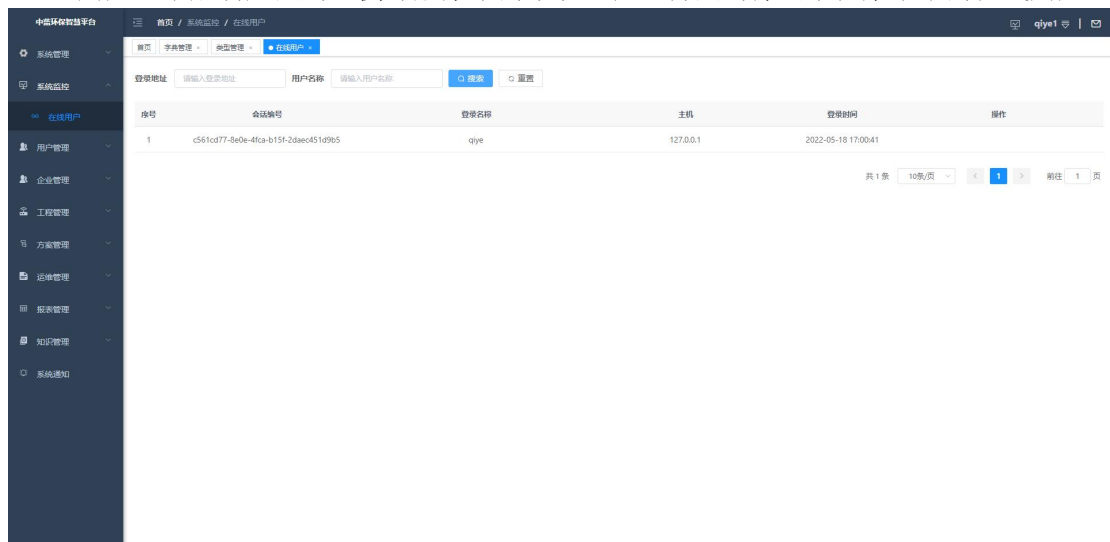 中蓝环保智慧平台
首页 / 系统监控 / 在线用户
qiye1
系统管理
首页
字典管理 ×
类型管理 ×
● 在线用户 ×
系统监控
登录地址 请输入登录地址 用户名称 请输入用户名称 搜索 重置
在线用户
序号 会话编号 登录名称 主机 登录时间 操作
1 c561cd77-8e0e-4fca-b15f-2daec451d9b5 qiye 127.0.0.1 2022-05-18 17:00:41
用户管理
企业管理
共 1 条 10条/页 < 1 > 前往 1 页
工程管理
方案管理
运维管理
报表管理
知识管理
系统通知